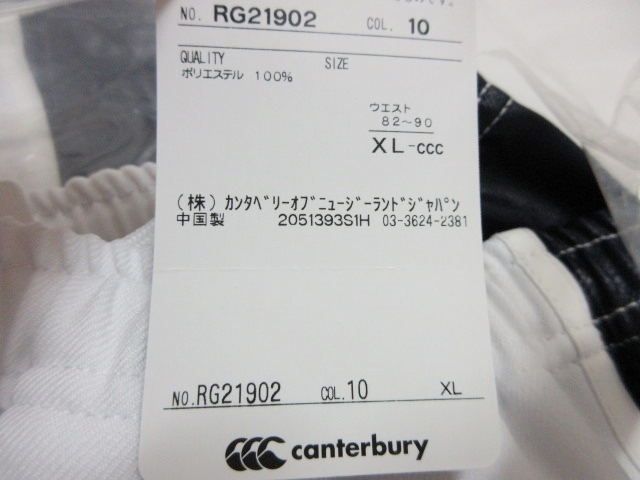 NO. RG21902 COL. 10
QUALITY SIZE
ポリエステル 100%
ウエスト
82～90
XL-ccc
(株) ｶﾝﾀﾍﾞﾘｰｵﾌﾞﾆｭｰｼﾞｰﾗﾝﾄﾞｼﾞｬﾊﾟﾝ
中国製 2051393S1H 03-3624-2381
NO. RG21902 COL. 10 XL
canterbury